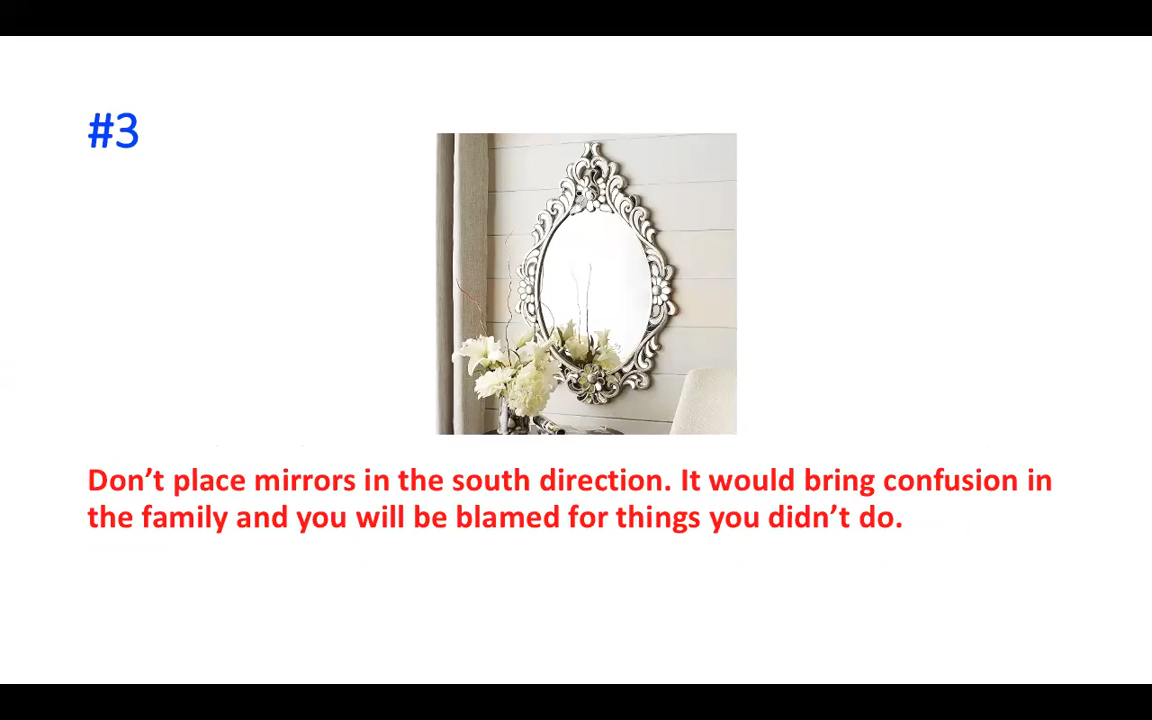 #3
Don’t place mirrors in the south direction. It would bring confusion in
the family and you will be blamed for things you didn’t do.